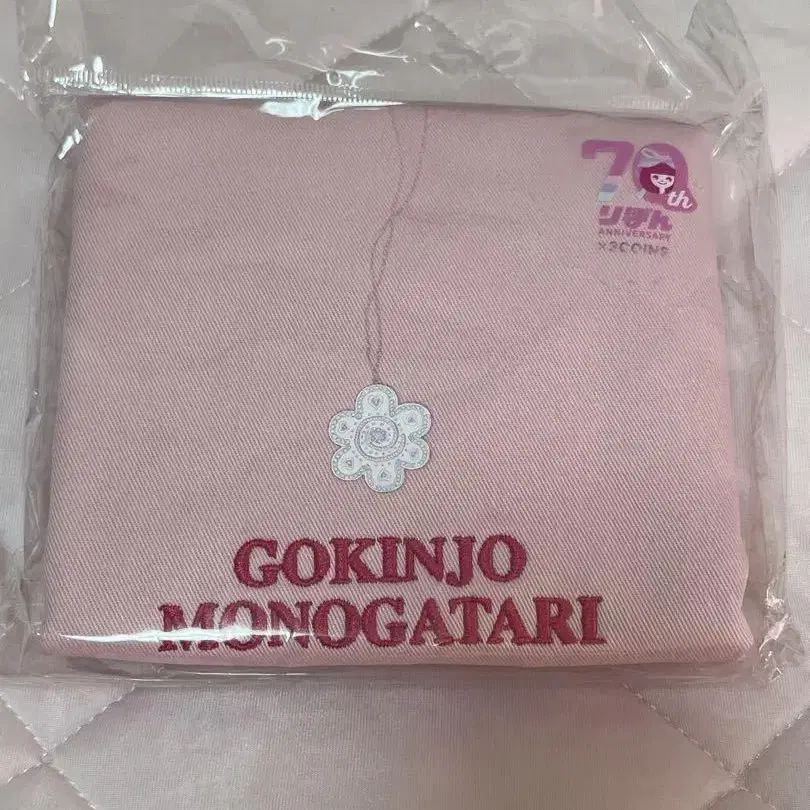 70th
りぼん
ANNIVERSARY
×3COINS
GOKINJO
MONOGATARI